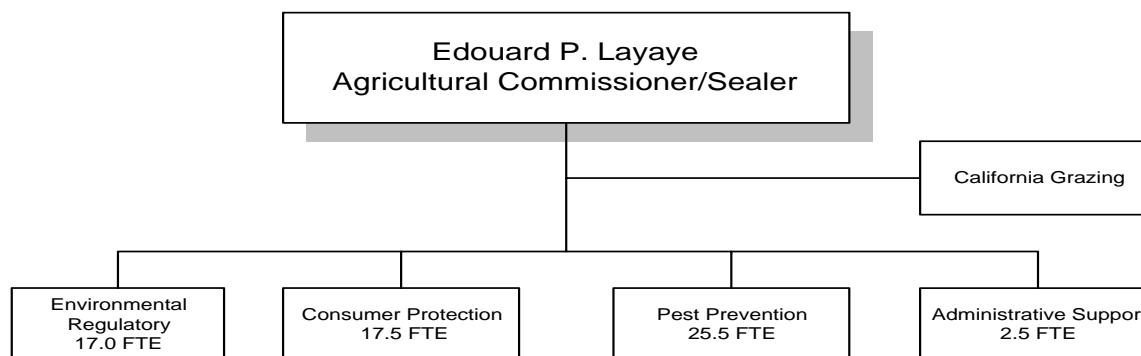 Edouard P. Layaye
Agricultural Commissioner/Sealer
California Grazing
Environmental
Regulatory
17.0 FTE
Consumer Protection
17.5 FTE
Pest Prevention
25.5 FTE
Administrative Support
2.5 FTE